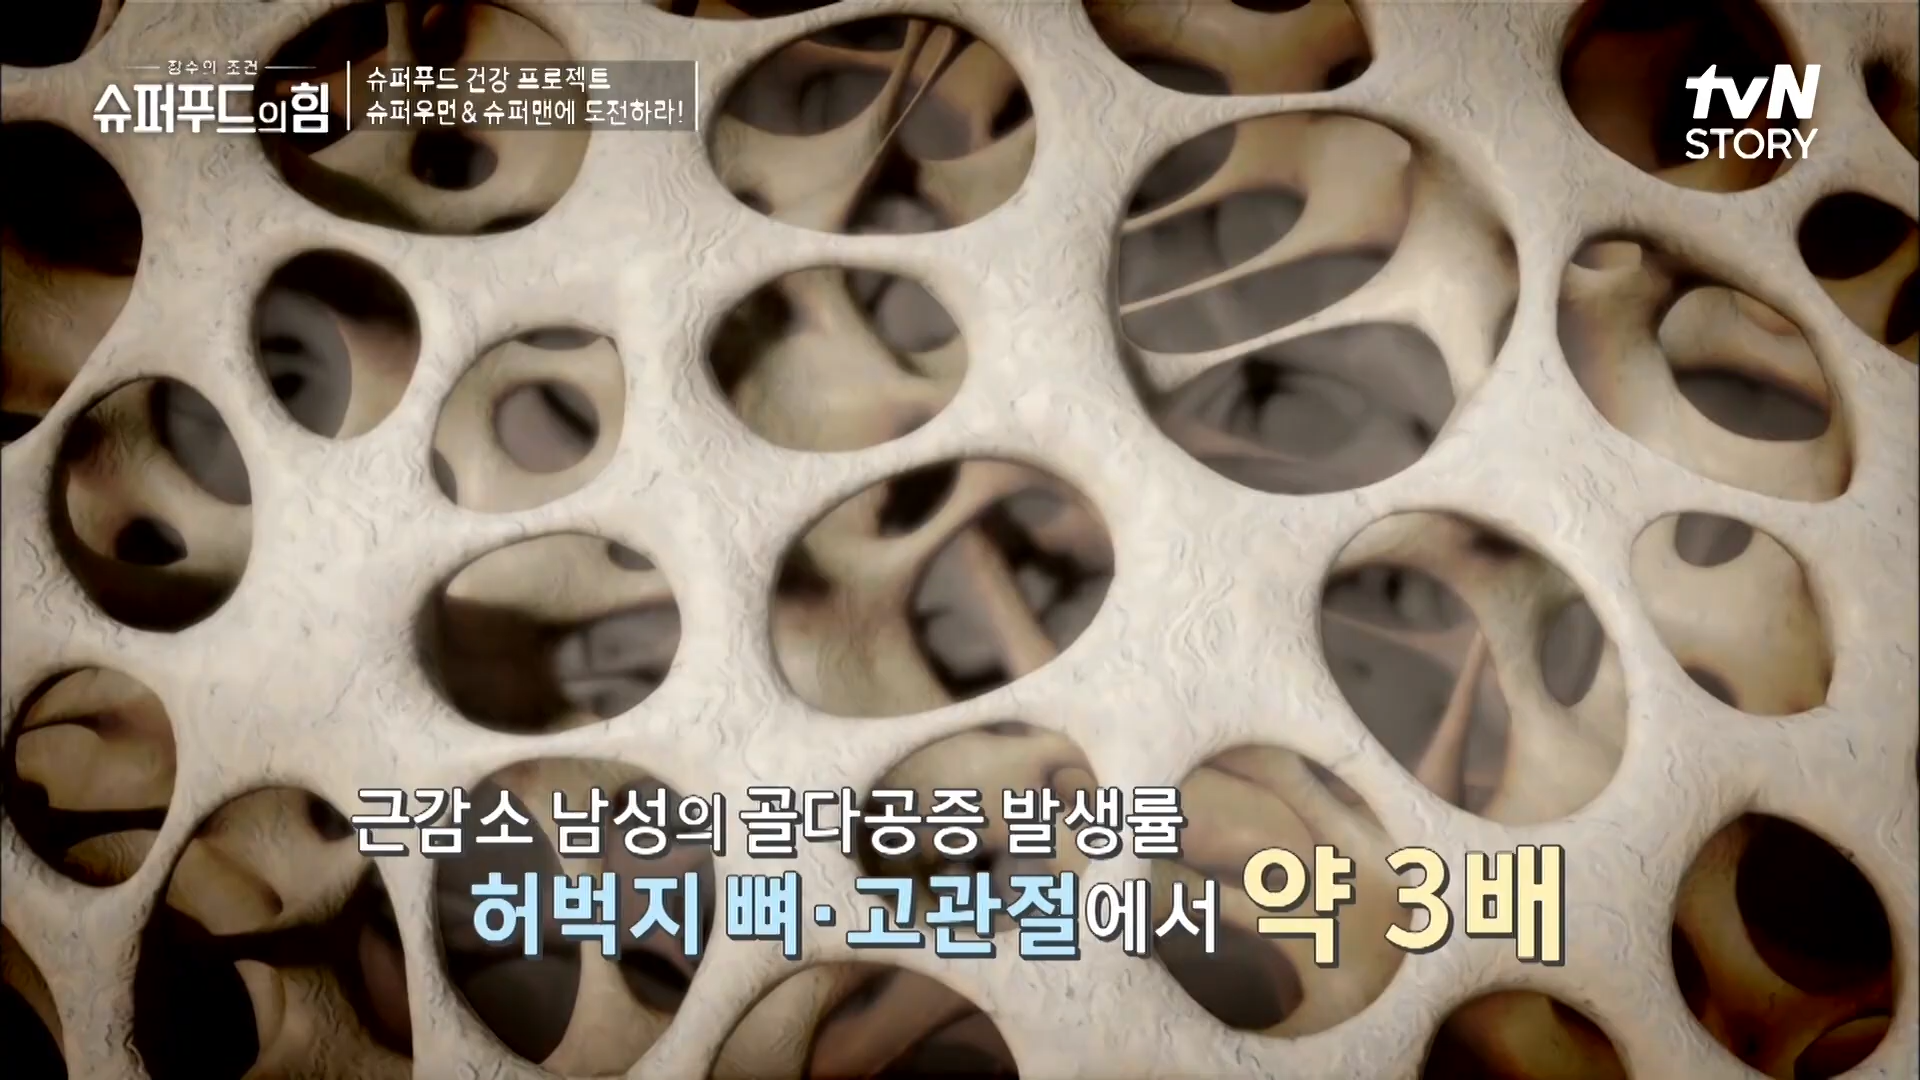 장수의 조건
슈퍼푸드의 힘
슈퍼푸드 건강 프로젝트
슈퍼우먼&슈퍼맨에 도전하라!
tvN
STORY
근감소 남성의 골다공증 발생률
허벅지 뼈·고관절에서 약 3배